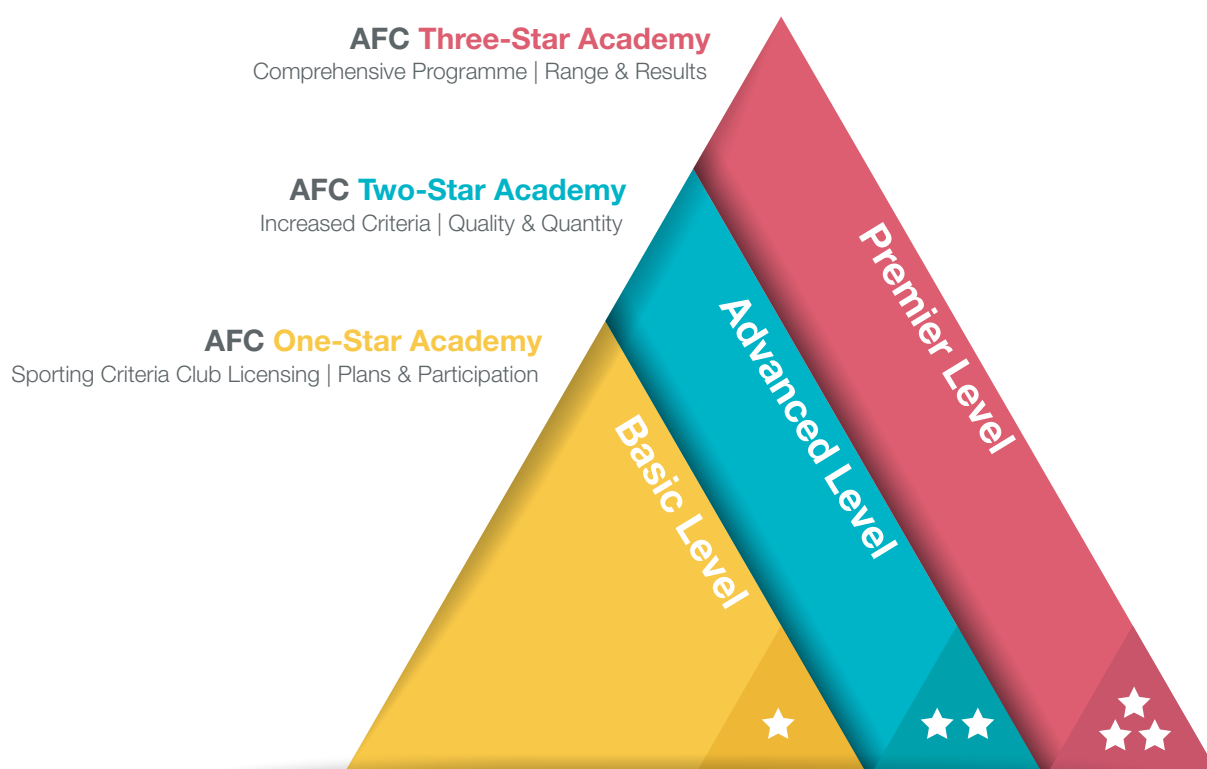 AFC Three-Star Academy
Comprehensive Programme | Range & Results
AFC Two-Star Academy
Increased Criteria | Quality & Quantity
AFC One-Star Academy
Sporting Criteria Club Licensing | Plans & Participation
Premier Level
Advanced Level
Basic Level